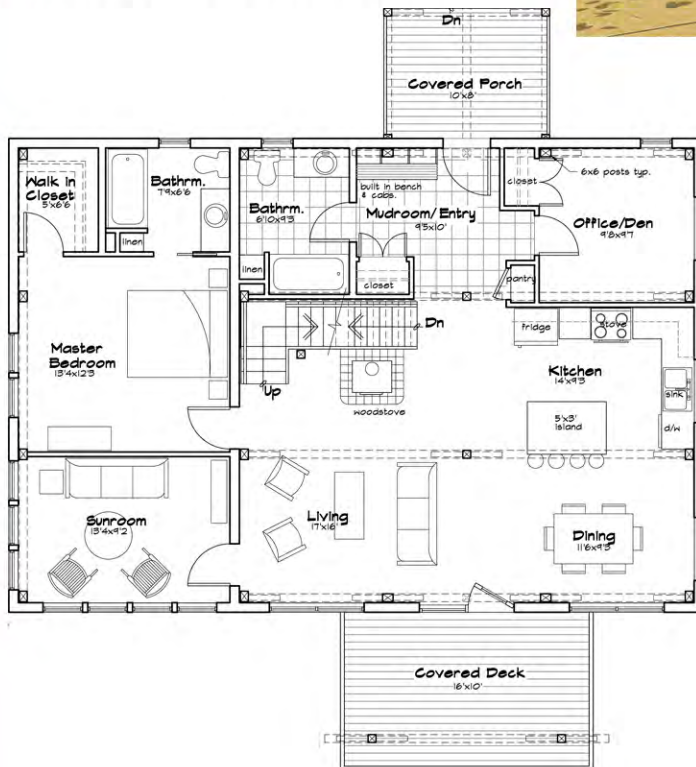 Dn
Covered Porch
10'x8'
Walk in
Closet
5'x6'6
Bathrm.
7'9x6'6
linen
Bathrm.
6'10x9'3
linen
built in bench
& cabs.
Mudroom/Entry
9'5x10'
closet
closet
6x6 posts typ.
Office/Den
9'8x9'7
pantry
Dn
Up
woodstove
fridge
stove
Kitchen
14'x9'3
sink
d/w
5'x3'
island
Master
Bedroom
13'4x12'3
Sunroom
13'4x9'2
Living
17'x16'
Dining
11'6x9'3
Covered Deck
16'x10'